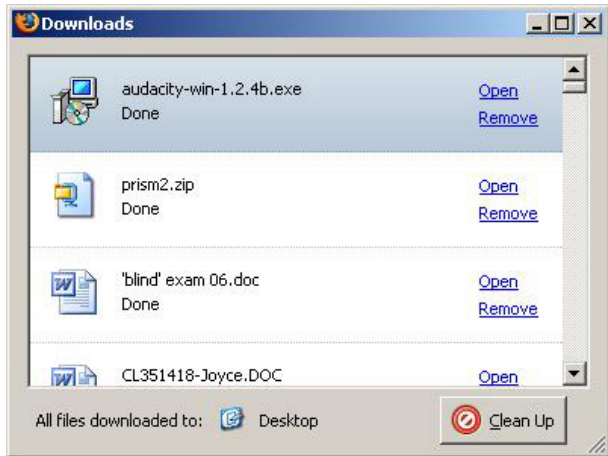 Downloads
audacity-win-1.2.4b.exe
Done
Open
Remove
prism2.zip
Done
Open
Remove
'blind' exam 06.doc
Done
Open
Remove
CL351418-Joyce.DOC
Open
All files downloaded to: Desktop
Clean Up